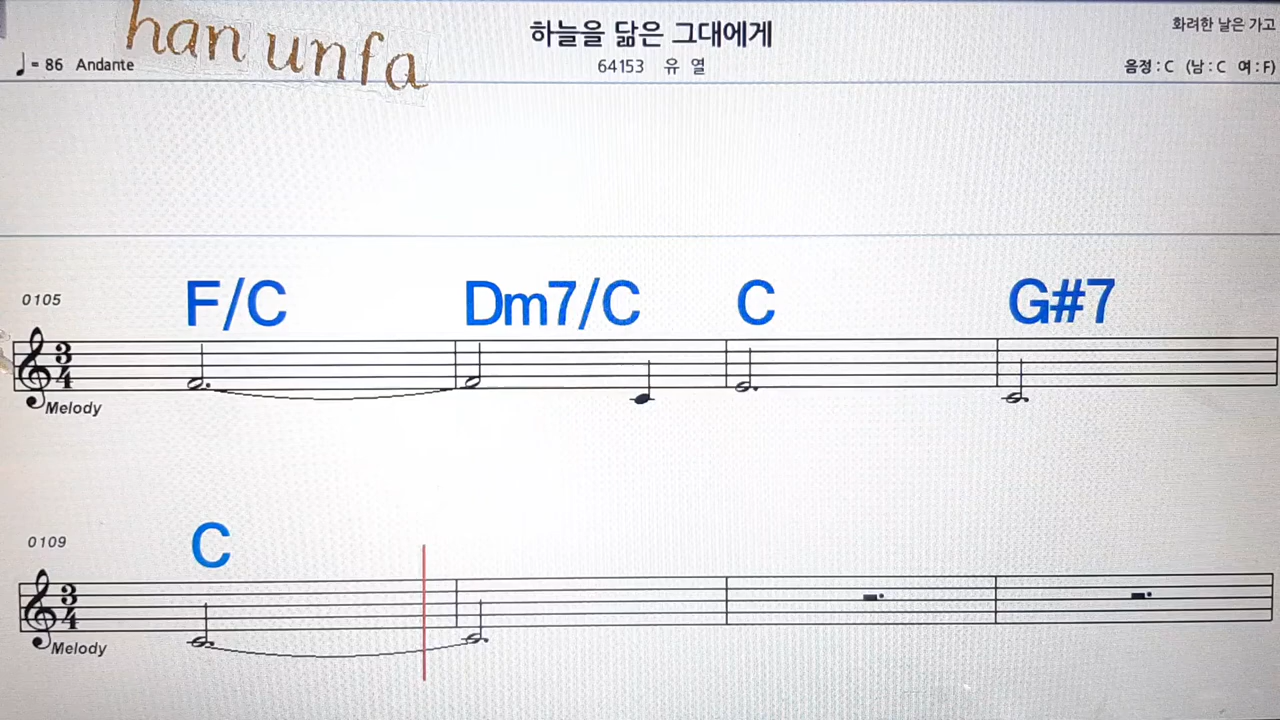 han unfa
하늘을 닮은 그대에게
화려한 날은 가고
♩= 86 Andante
64153 유 열
음정 : C (남 : C 여 : F)
0105
F/C Dm7/C C G#7
3
4
Melody
0109
C
3
4
Melody